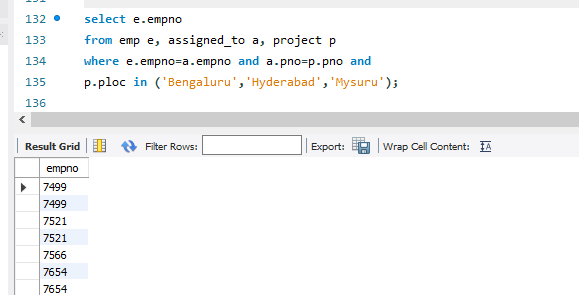 132 select e.empno
133 from emp e, assigned_to a, project p
134 where e.empno=a.empno and a.pno=p.pno and
135 p.ploc in ('Bengaluru','Hyderabad','Mysuru');
136
Result Grid Filter Rows: Export: Wrap Cell Content: IA
empno
7499
7499
7521
7521
7566
7654
7654